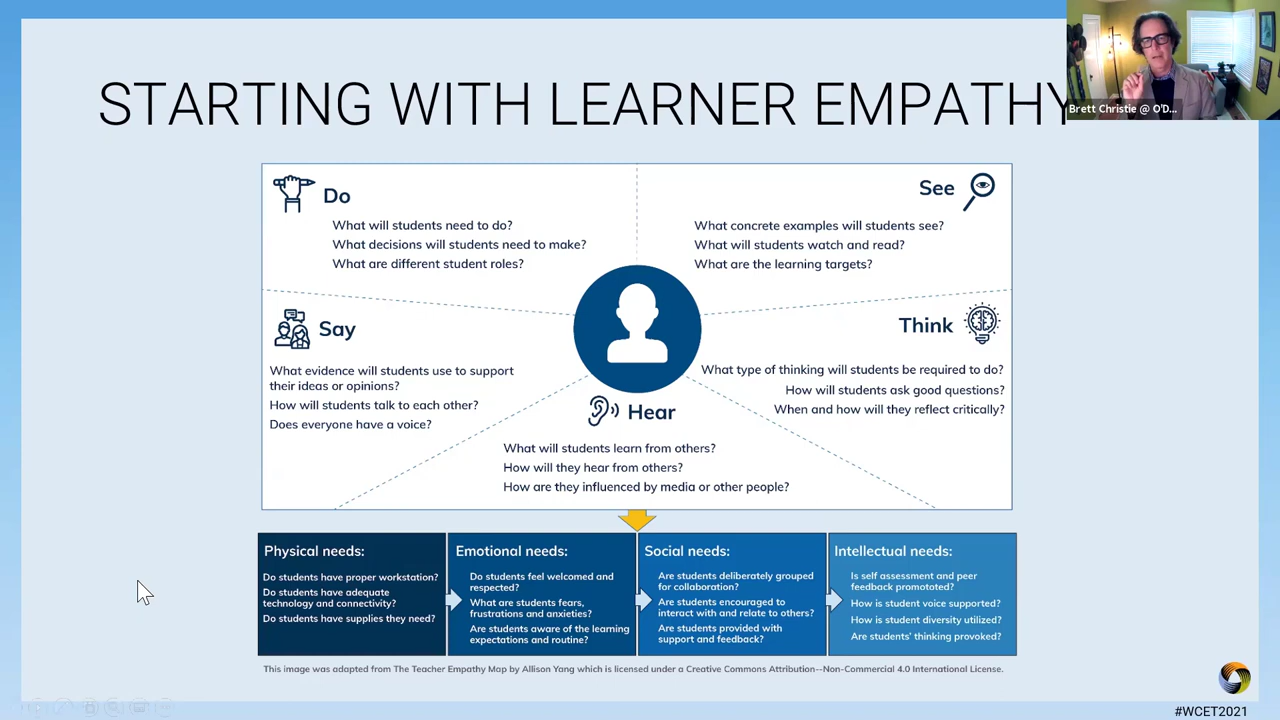 STARTING WITH LEARNER EMPATHY
Brett Christie @ O'D...
Do
What will students need to do?
What decisions will students need to make?
What are different student roles?
See
What concrete examples will students see?
What will students watch and read?
What are the learning targets?
Say
What evidence will students use to support
their ideas or opinions?
How will students talk to each other?
Does everyone have a voice?
Think
What type of thinking will students be required to do?
How will students ask good questions?
When and how will they reflect critically?
Hear
What will students learn from others?
How will they hear from others?
How are they influenced by media or other people?
Physical needs:
Do students have proper workstation?
Do students have adequate
technology and connectivity?
Do students have supplies they need?
Emotional needs:
Do students feel welcomed and
respected?
What are students fears,
frustrations and anxieties?
Are students aware of the learning
expectations and routine?
Social needs:
Are students deliberately grouped
for collaboration?
Are students encouraged to
interact with and relate to others?
Are students provided with
support and feedback?
Intellectual needs:
Is self assessment and peer
feedback promototed?
How is student voice supported?
How is student diversity utilized?
Are students' thinking provoked?
This image was adapted from The Teacher Empathy Map by Allison Yang which is licensed under a Creative Commons Attribution--Non-Commercial 4.0 International License.
#WCET2021